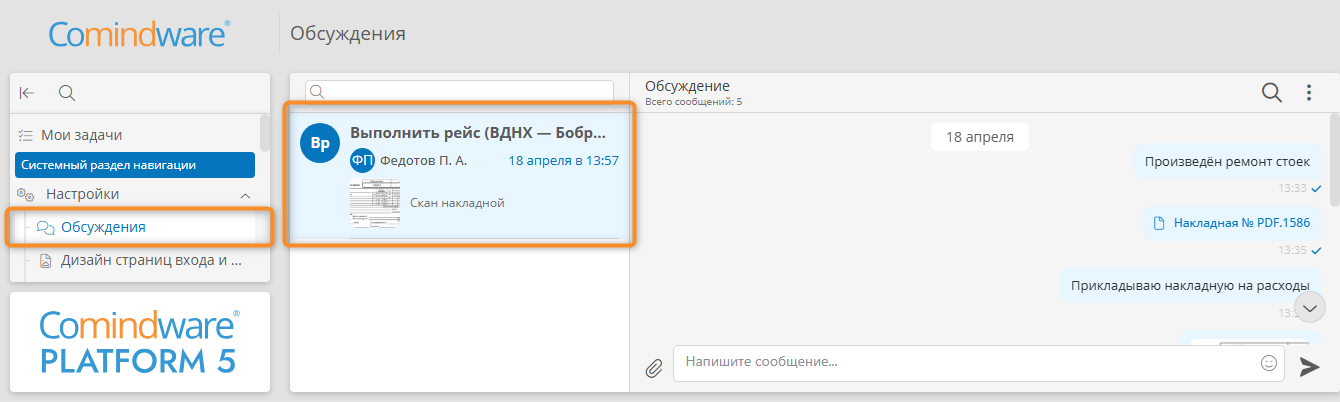 Comindware®
Обсуждения
Мои задачи
Системный раздел навигации
Настройки
Обсуждения
Дизайн страниц входа и ...
Comindware®
PLATFORM 5
Вр
Выполнить рейс (ВДНХ — Бобр...
ФП Федотов П. А. 18 апреля в 13:57
Скан накладной
Обсуждение
Всего сообщений: 5
18 апреля
Произведён ремонт стоек
13:33
Накладная № PDF.1586
13:35
Прикладываю накладную на расходы
Напишите сообщение...